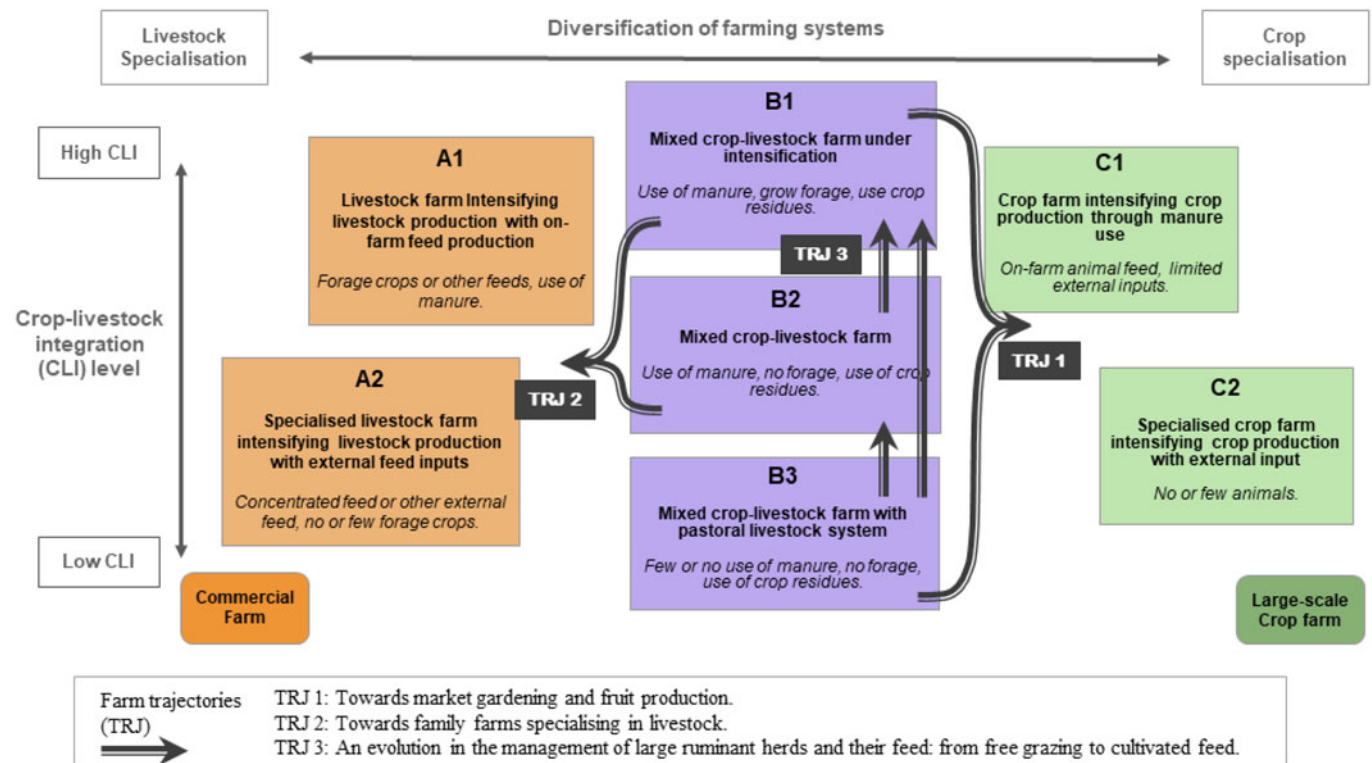 Livestock
Specialisation
Diversification of farming systems
Crop
specialisation
High CLI
Crop-livestock
integration
(CLI) level
Low CLI
A1
Livestock farm Intensifying
livestock production with on-
farm feed production
Forage crops or other feeds, use of
manure.
A2
Specialised livestock farm
intensifying livestock production
with external feed inputs
Concentrated feed or other external
feed, no or few forage crops.
Commercial
Farm
B1
Mixed crop-livestock farm under
intensification
Use of manure, grow forage, use crop
residues.
TRJ 3
B2
Mixed crop-livestock farm
Use of manure, no forage, use of crop
residues.
TRJ 2
B3
Mixed crop-livestock farm with
pastoral livestock system
Few or no use of manure, no forage,
use of crop residues.
C1
Crop farm intensifying crop
production through manure
use
On-farm animal feed, limited
external inputs.
TRJ 1
C2
Specialised crop farm
intensifying crop production
with external input
No or few animals.
Large-scale
Crop farm
Farm trajectories
(TRJ)
TRJ 1: Towards market gardening and fruit production.
TRJ 2: Towards family farms specialising in livestock.
TRJ 3: An evolution in the management of large ruminant herds and their feed: from free grazing to cultivated feed.